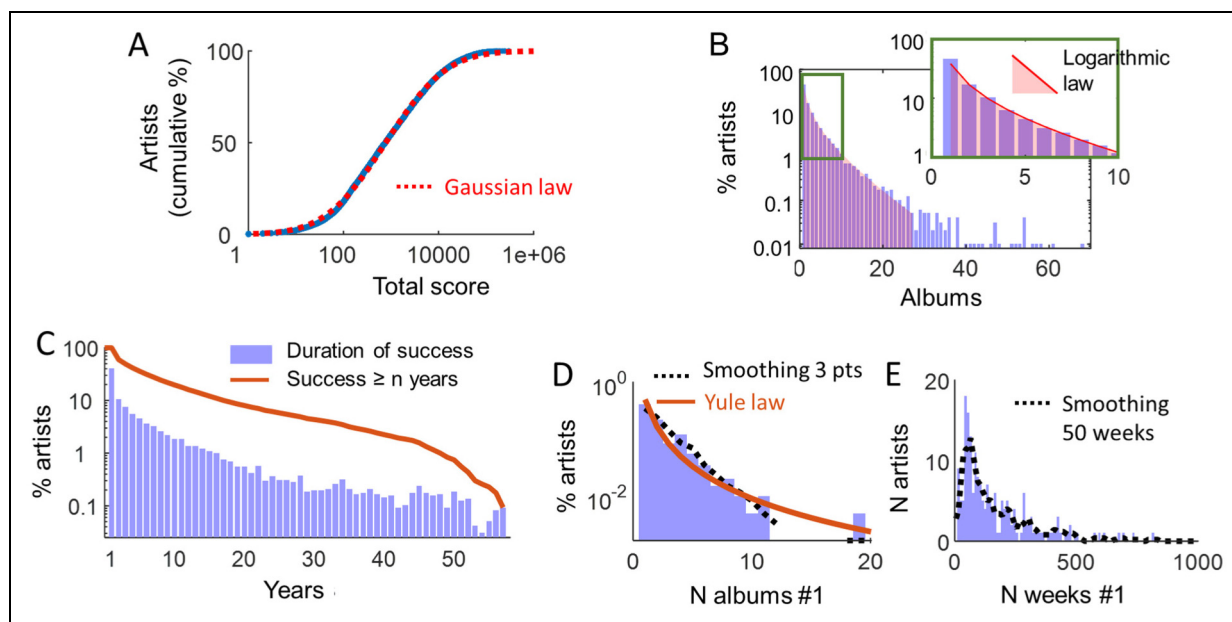 A
Artists
(cumulative %)
100
50
0
1
100
10000
1e+06
Total score
Gaussian law
B
% artists
100
10
1
0.1
0.01
0
20
40
60
Albums
100
10
1
0
5
10
Logarithmic
law
C
% artists
100
10
1
0.1
1
10
20
30
40
50
Years
Duration of success
Success ≥ n years
D
% artists
10^0
10^-2
0
10
20
N albums #1
Smoothing 3 pts
Yule law
E
N artists
20
10
0
0
500
1000
N weeks #1
Smoothing
50 weeks